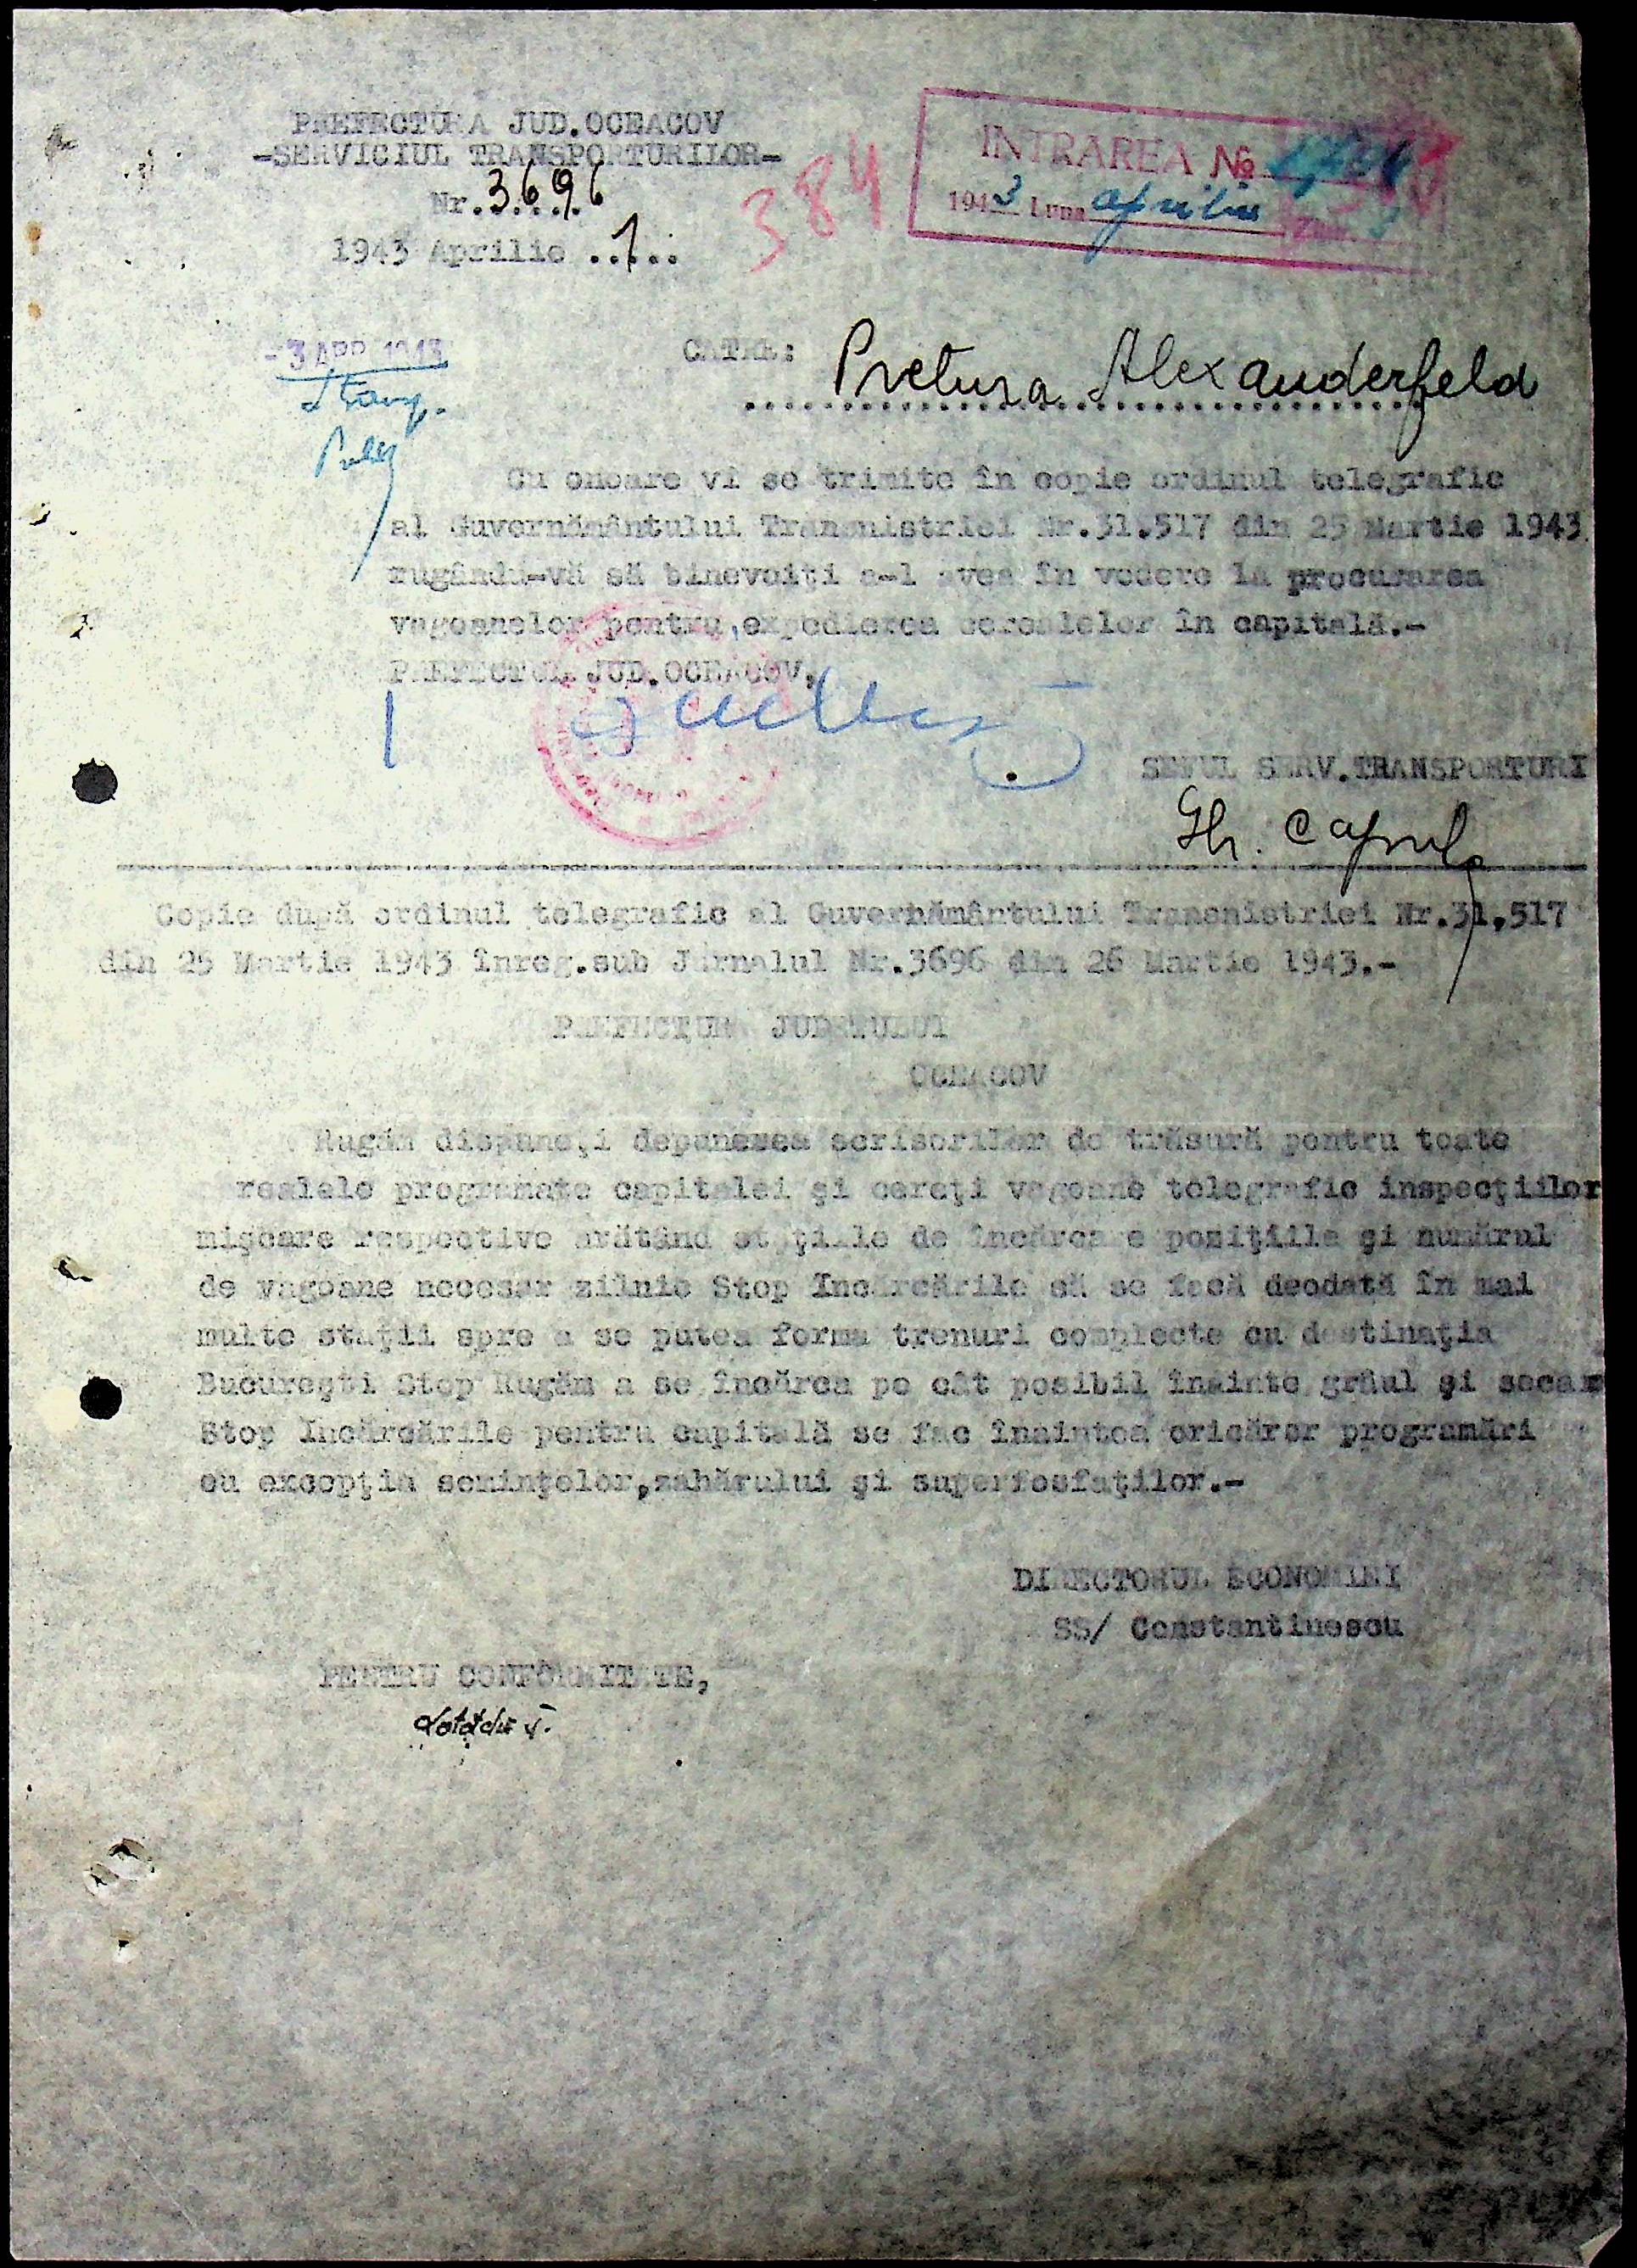 PREFECTURA JUD.OCEACOV
-SERVICIUL TRANSPORTURILOR-
Nr.3696
1943 Aprilie 1
384
INTRAREA No
1943 Luna aprilie Ziua 3
-3 APR 1943
CATRE: Pretura Alexanderfeld
Cu onoare vi se trimite în copie ordinul telegrafic
al Guvernământului Transnistriei Nr.31.517 din 25 Martie 1943
rugându-vă să binevoiţi a-l avea în vedere la procurarea
vagoanelor pentru expedierea cerealelor în capitală.-
PREFECTUL JUD.OCEACOV,
SEFUL SERV.TRANSPORTURI
Gh.
Copie după ordinul telegrafic al Guvernământului Transnistriei Nr.31.517
din 25 Martie 1943 înreg.sub Jurnalul Nr.3696 din 26 Martie 1943.-
PREFECTURA JUDETULUI
OCEACOV
Rugăm dispuneţi depunerea scrisorilor de trăsură pentru toate
cerealele programate capitalei şi cereţi vagoane telegrafic inspecţiilor
mişcare respective arătând staţiile de încărcare poziţiile şi numărul
de vagoane necesar zilnic Stop Incărcările să se facă deodată în mai
multe staţii spre a se putea forma trenuri complecte cu destinaţia
Bucureşti Stop Rugăm a se încărca pe cât posibil înainte grâul şi secar
Stop Incărcările pentru capitală se fac înaintea oricăror programări
cu excepţia seminţelor,zahărului şi superfosfaţilor.-
DIRECTORUL ECONOMIEI
SS/ Constantinescu
PENTRU CONFORMITATE,